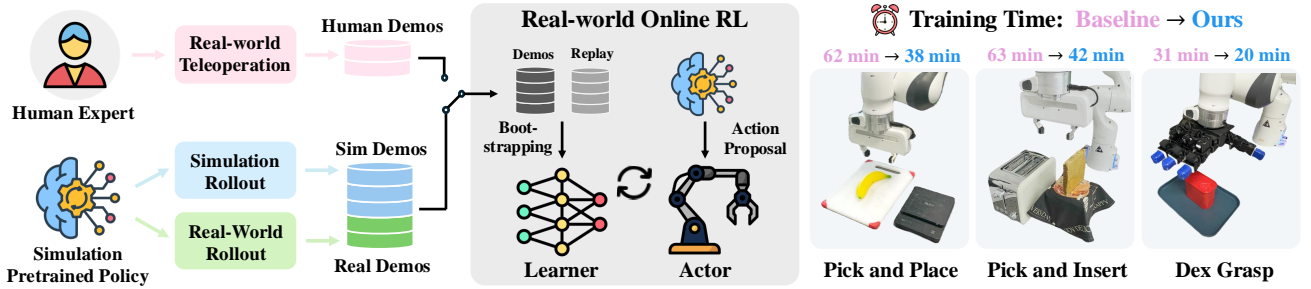 Human Expert
Real-world
Teleoperation
Human Demos
Simulation
Pretrained Policy
Simulation
Rollout
Real-World
Rollout
Sim Demos
Real Demos
Real-world Online RL
Demos
Replay
Boot-
strapping
Action
Proposal
Learner
Actor
Training Time: Baseline → Ours
62 min → 38 min
63 min → 42 min
31 min → 20 min
Pick and Place
Pick and Insert
Dex Grasp